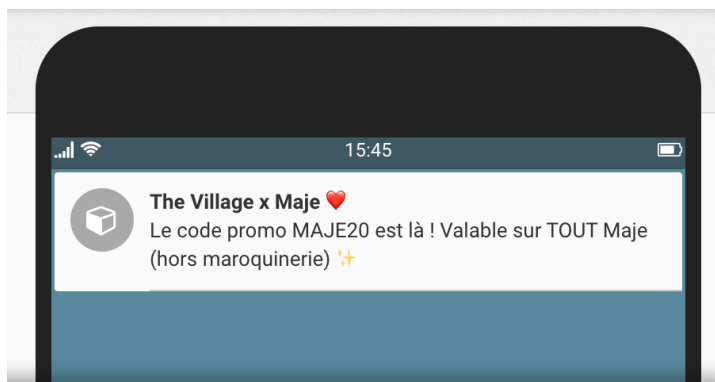 15:45
The Village x Maje ❤️
Le code promo MAJE20 est là ! Valable sur TOUT Maje
(hors maroquinerie) ✨